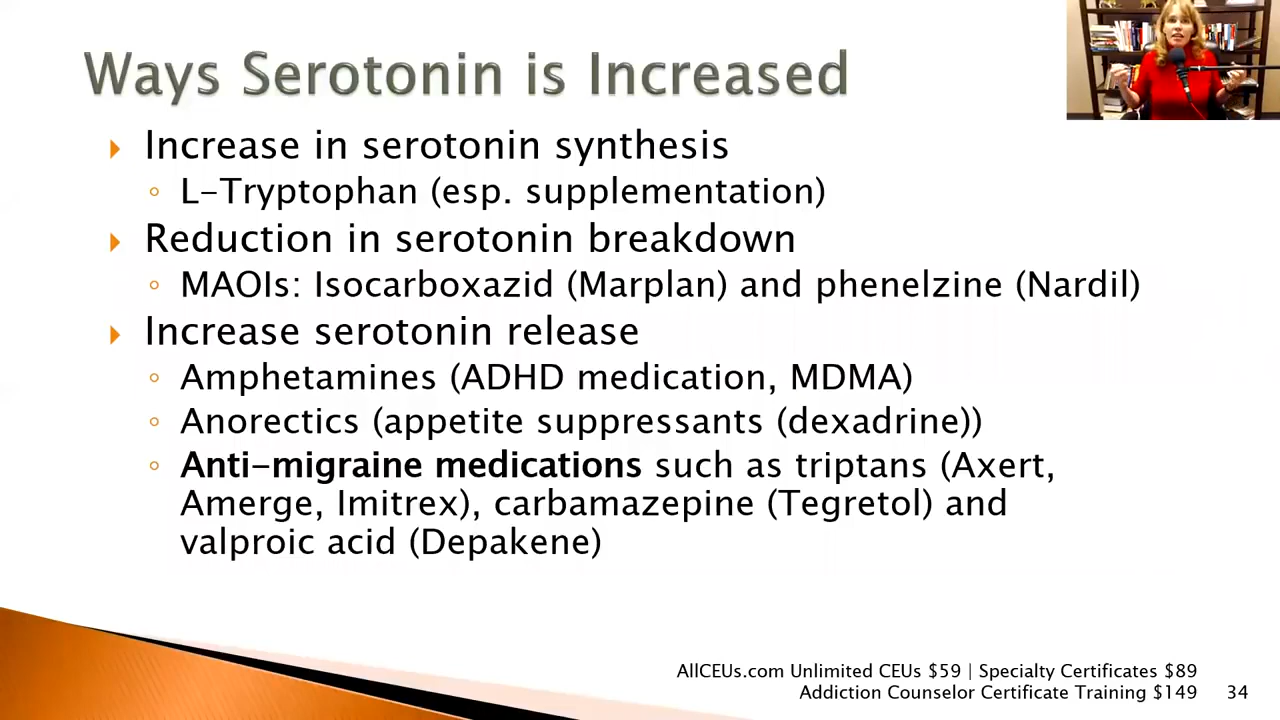 Ways Serotonin is Increased
Increase in serotonin synthesis
L-Tryptophan (esp. supplementation)
Reduction in serotonin breakdown
MAOIs: Isocarboxazid (Marplan) and phenelzine (Nardil)
Increase serotonin release
Amphetamines (ADHD medication, MDMA)
Anorectics (appetite suppressants (dexadrine))
Anti-migraine medications such as triptans (Axert,
Amerge, Imitrex), carbamazepine (Tegretol) and
valproic acid (Depakene)
AllCEUs.com Unlimited CEUs $59 | Specialty Certificates $89
Addiction Counselor Certificate Training $149
34